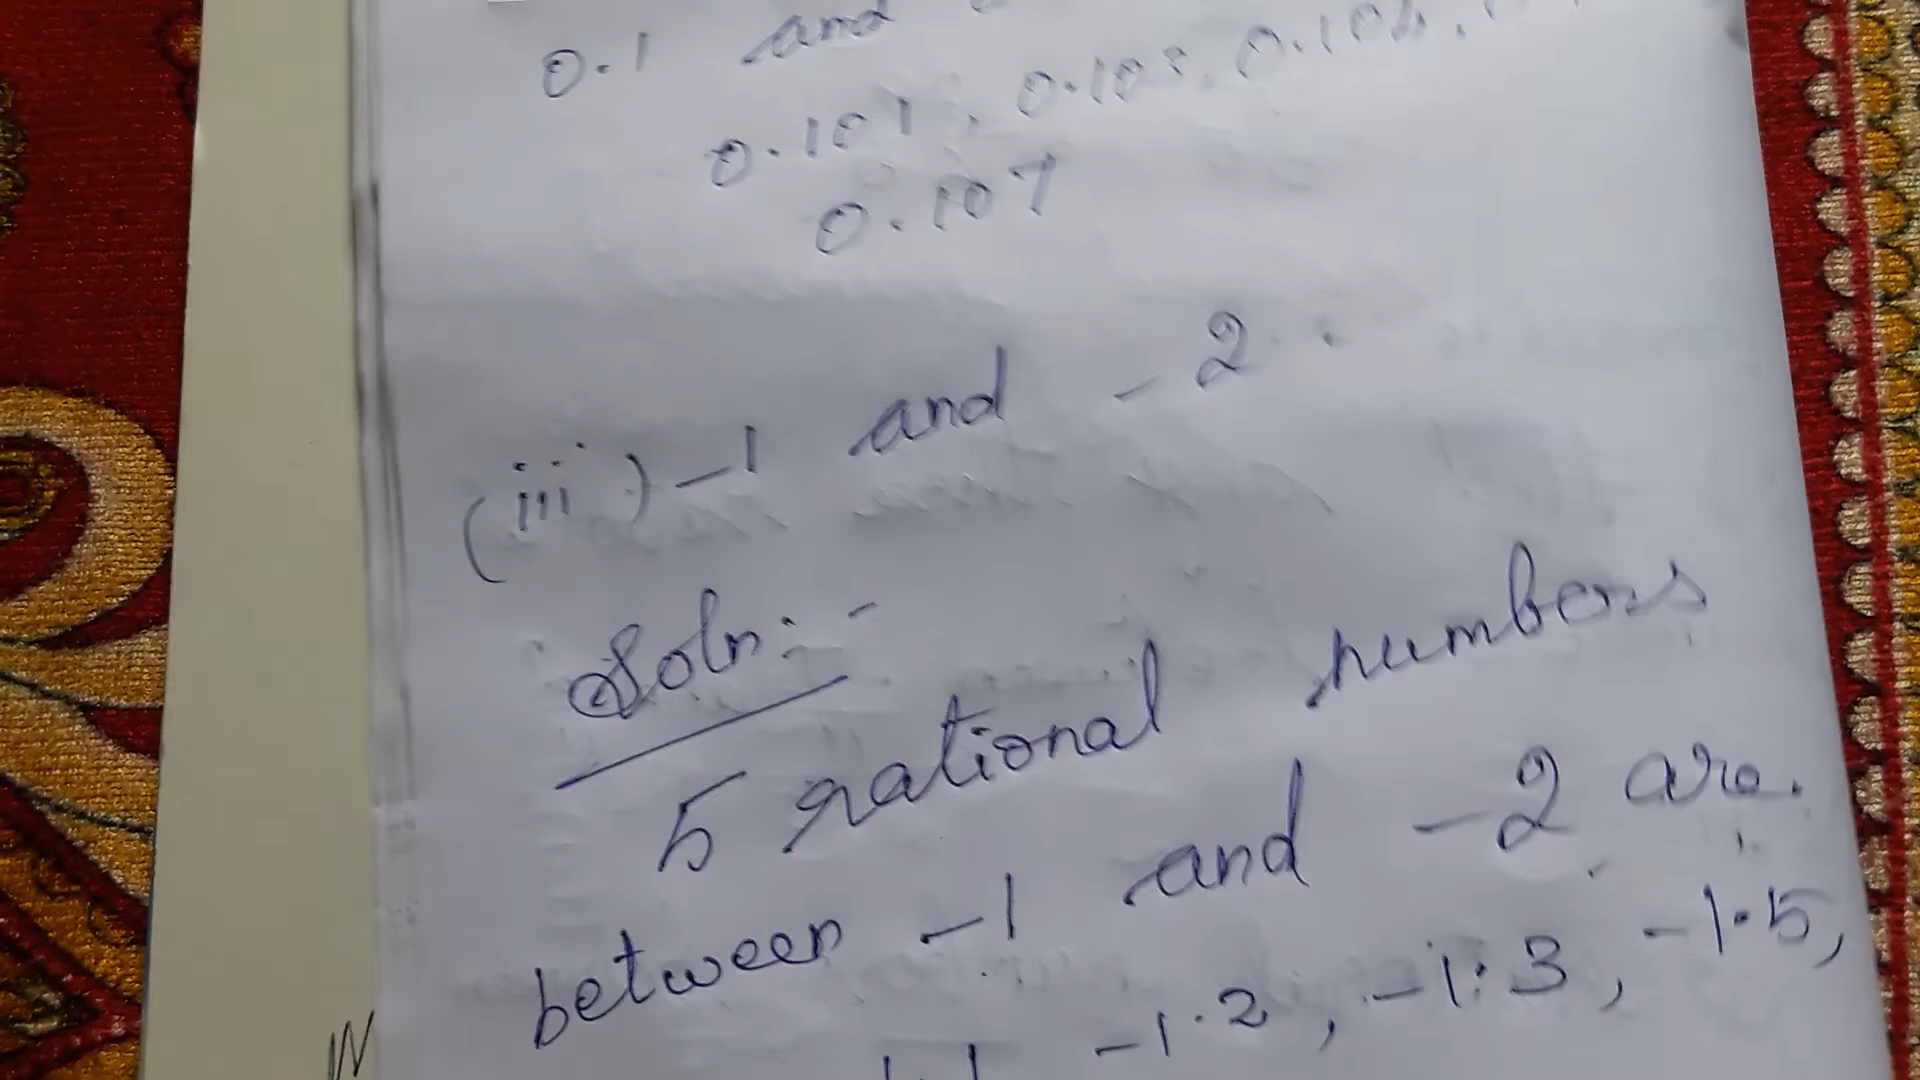 0.1 and
0.101, 0.103, 0.104,
0.107
(iii) -1 and -2.
Soln:-
5 rational numbers
between -1 and -2 are.
-1.2, -1.3, -1.5,